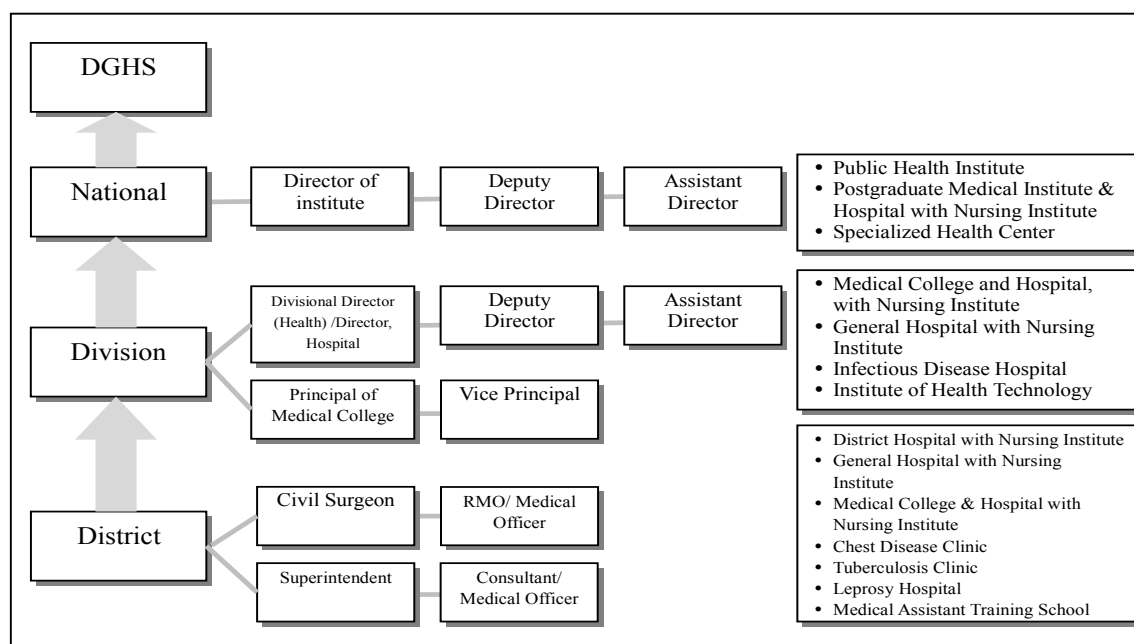 DGHS
National
Director of
institute
Deputy
Director
Assistant
Director
• Public Health Institute
• Postgraduate Medical Institute &
Hospital with Nursing Institute
• Specialized Health Center
Division
Divisional Director
(Health) /Director,
Hospital
Deputy
Director
Assistant
Director
Principal of
Medical College
Vice Principal
• Medical College and Hospital,
with Nursing Institute
• General Hospital with Nursing
Institute
• Infectious Disease Hospital
• Institute of Health Technology
District
Civil Surgeon
RMO/ Medical
Officer
Superintendent
Consultant/
Medical Officer
• District Hospital with Nursing Institute
• General Hospital with Nursing
Institute
• Medical College & Hospital with
Nursing Institute
• Chest Disease Clinic
• Tuberculosis Clinic
• Leprosy Hospital
• Medical Assistant Training School